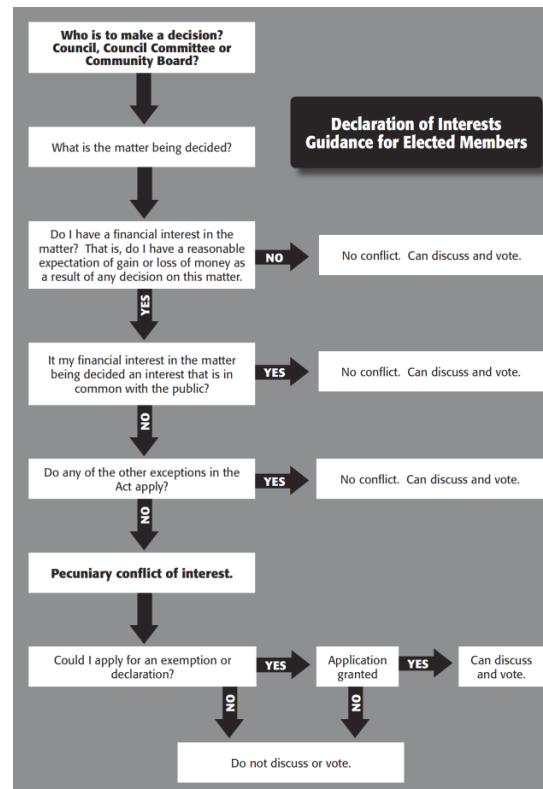 Who is to make a decision?
Council, Council Committee or
Community Board?
Declaration of Interests
Guidance for Elected Members
What is the matter being decided?
Do I have a financial interest in the
matter? That is, do I have a reasonable
expectation of gain or loss of money as
a result of any decision on this matter.
NO
No conflict. Can discuss and vote.
YES
It my financial interest in the matter
being decided an interest that is in
common with the public?
YES
No conflict. Can discuss and vote.
NO
Do any of the other exceptions in the
Act apply?
YES
No conflict. Can discuss and vote.
NO
Pecuniary conflict of interest.
Could I apply for an exemption or
declaration?
YES
Application
granted
YES
Can discuss
and vote.
NO
NO
Do not discuss or vote.